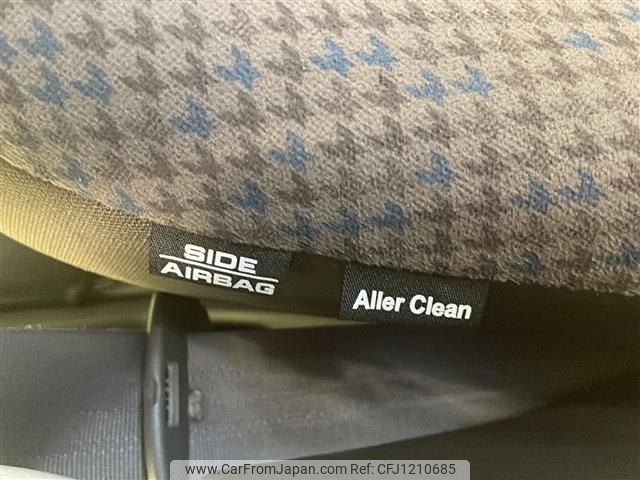 SIDE
AIRBAG
Aller Clean
www.CarFromJapan.com REF:CFJ1210685